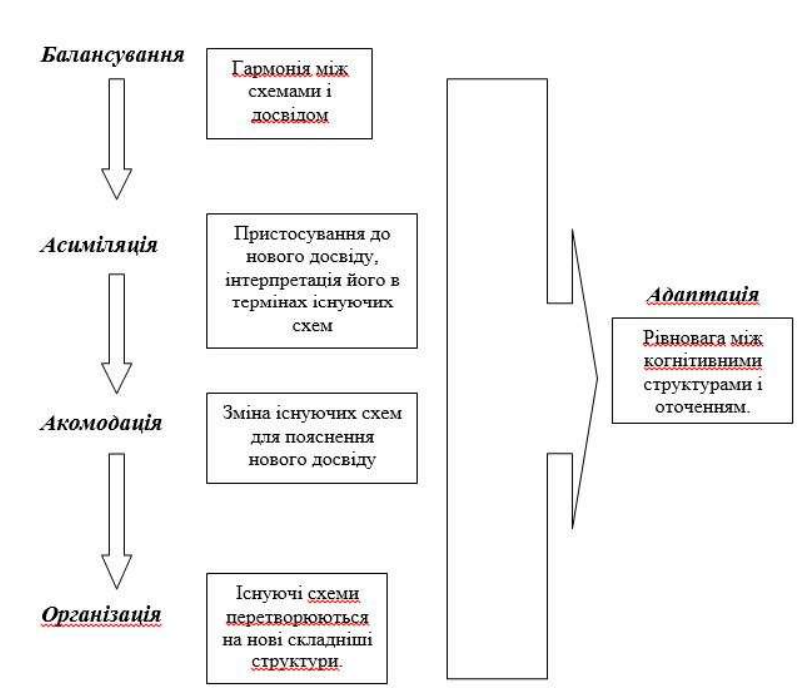 Балансування
Гармонія між
схемами і
досвідом
Асиміляція
Пристосування до
нового досвіду,
інтерпретація його в
термінах існуючих
схем
Акомодація
Зміна існуючих схем
для пояснення
нового досвіду
Організація
Існуючі схеми
перетворюються
на нові складніші
структури.
Адаптація
Рівновага між
когнітивними
структурами і
оточенням.